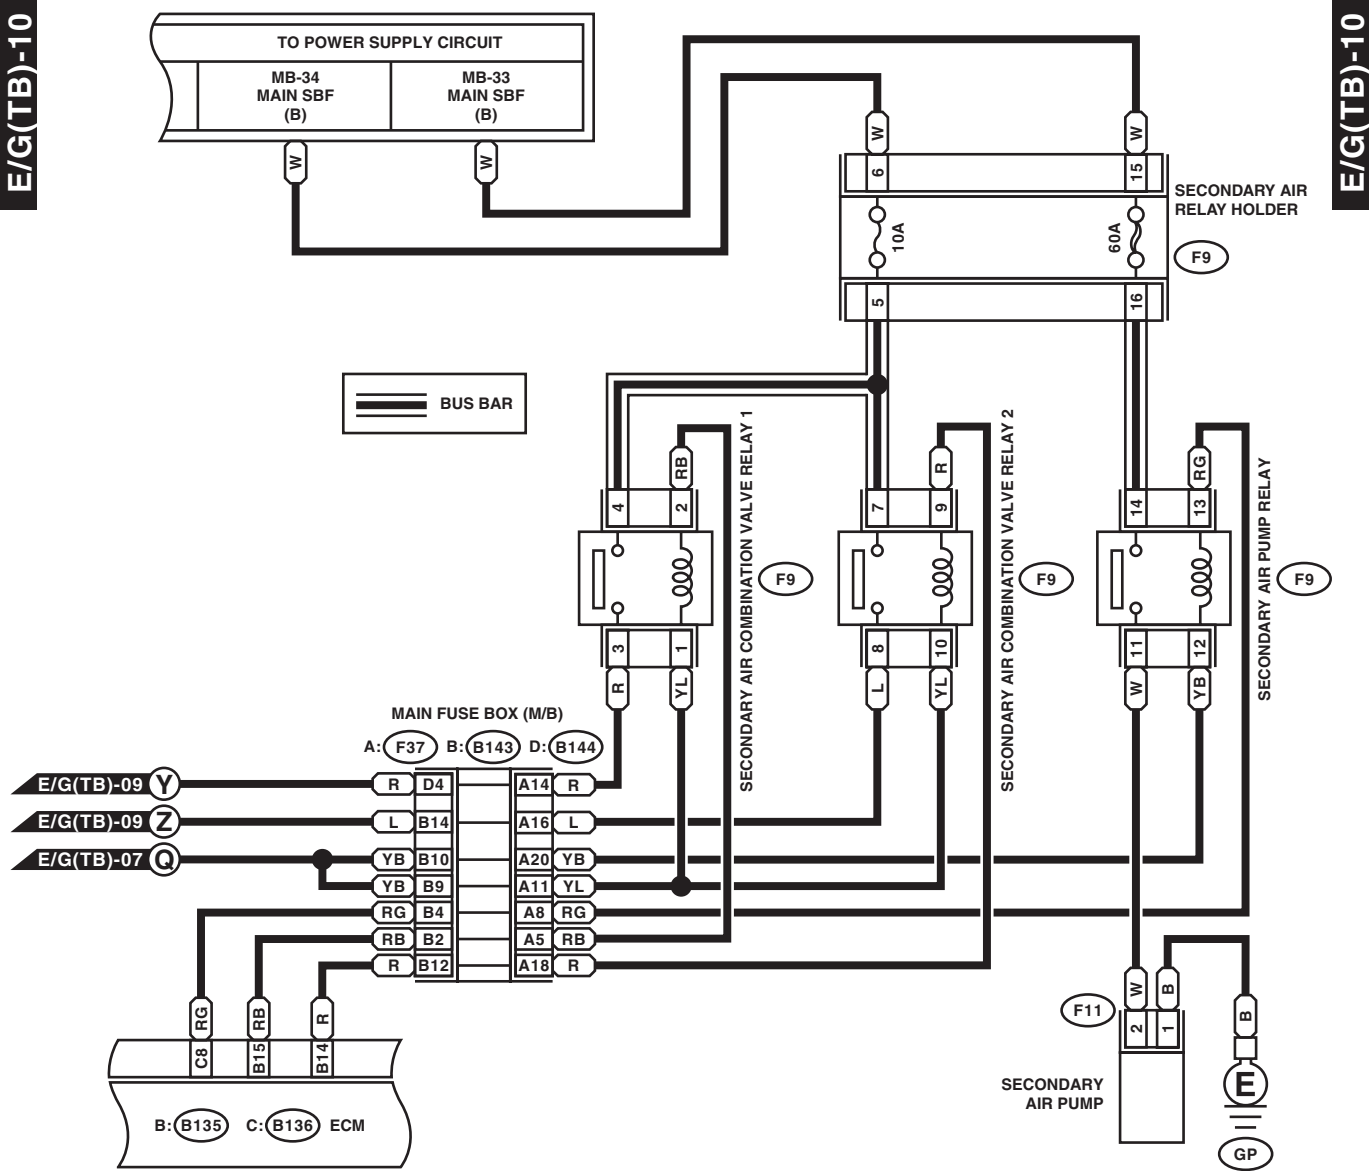 E/G(TB)-10
E/G(TB)-10
TO POWER SUPPLY CIRCUIT
MB-34
MAIN SBF
(B)
MB-33
MAIN SBF
(B)
W
W
W
W
6
15
SECONDARY AIR
RELAY HOLDER
10A
60A
F9
5
16
BUS BAR
RB
R
RG
4
2
7
9
14
13
SECONDARY AIR COMBINATION VALVE RELAY 1
SECONDARY AIR COMBINATION VALVE RELAY 2
SECONDARY AIR PUMP RELAY
F9
F9
F9
3
1
8
10
11
12
R
YL
L
YL
W
YB
MAIN FUSE BOX (M/B)
A: F37 B: B143 D: B144
E/G(TB)-09 Y R D4 A14 R
E/G(TB)-09 Z L B14 A16 L
E/G(TB)-07 Q YB B10 A20 YB
YB B9 A11 YL
RG B4 A8 RG
RB B2 A5 RB
R B12 A18 R
RG
RB
R
C8
B15
B14
B: B135 C: B136 ECM
W
B
B
F11
2
1
SECONDARY
AIR PUMP
E
GP